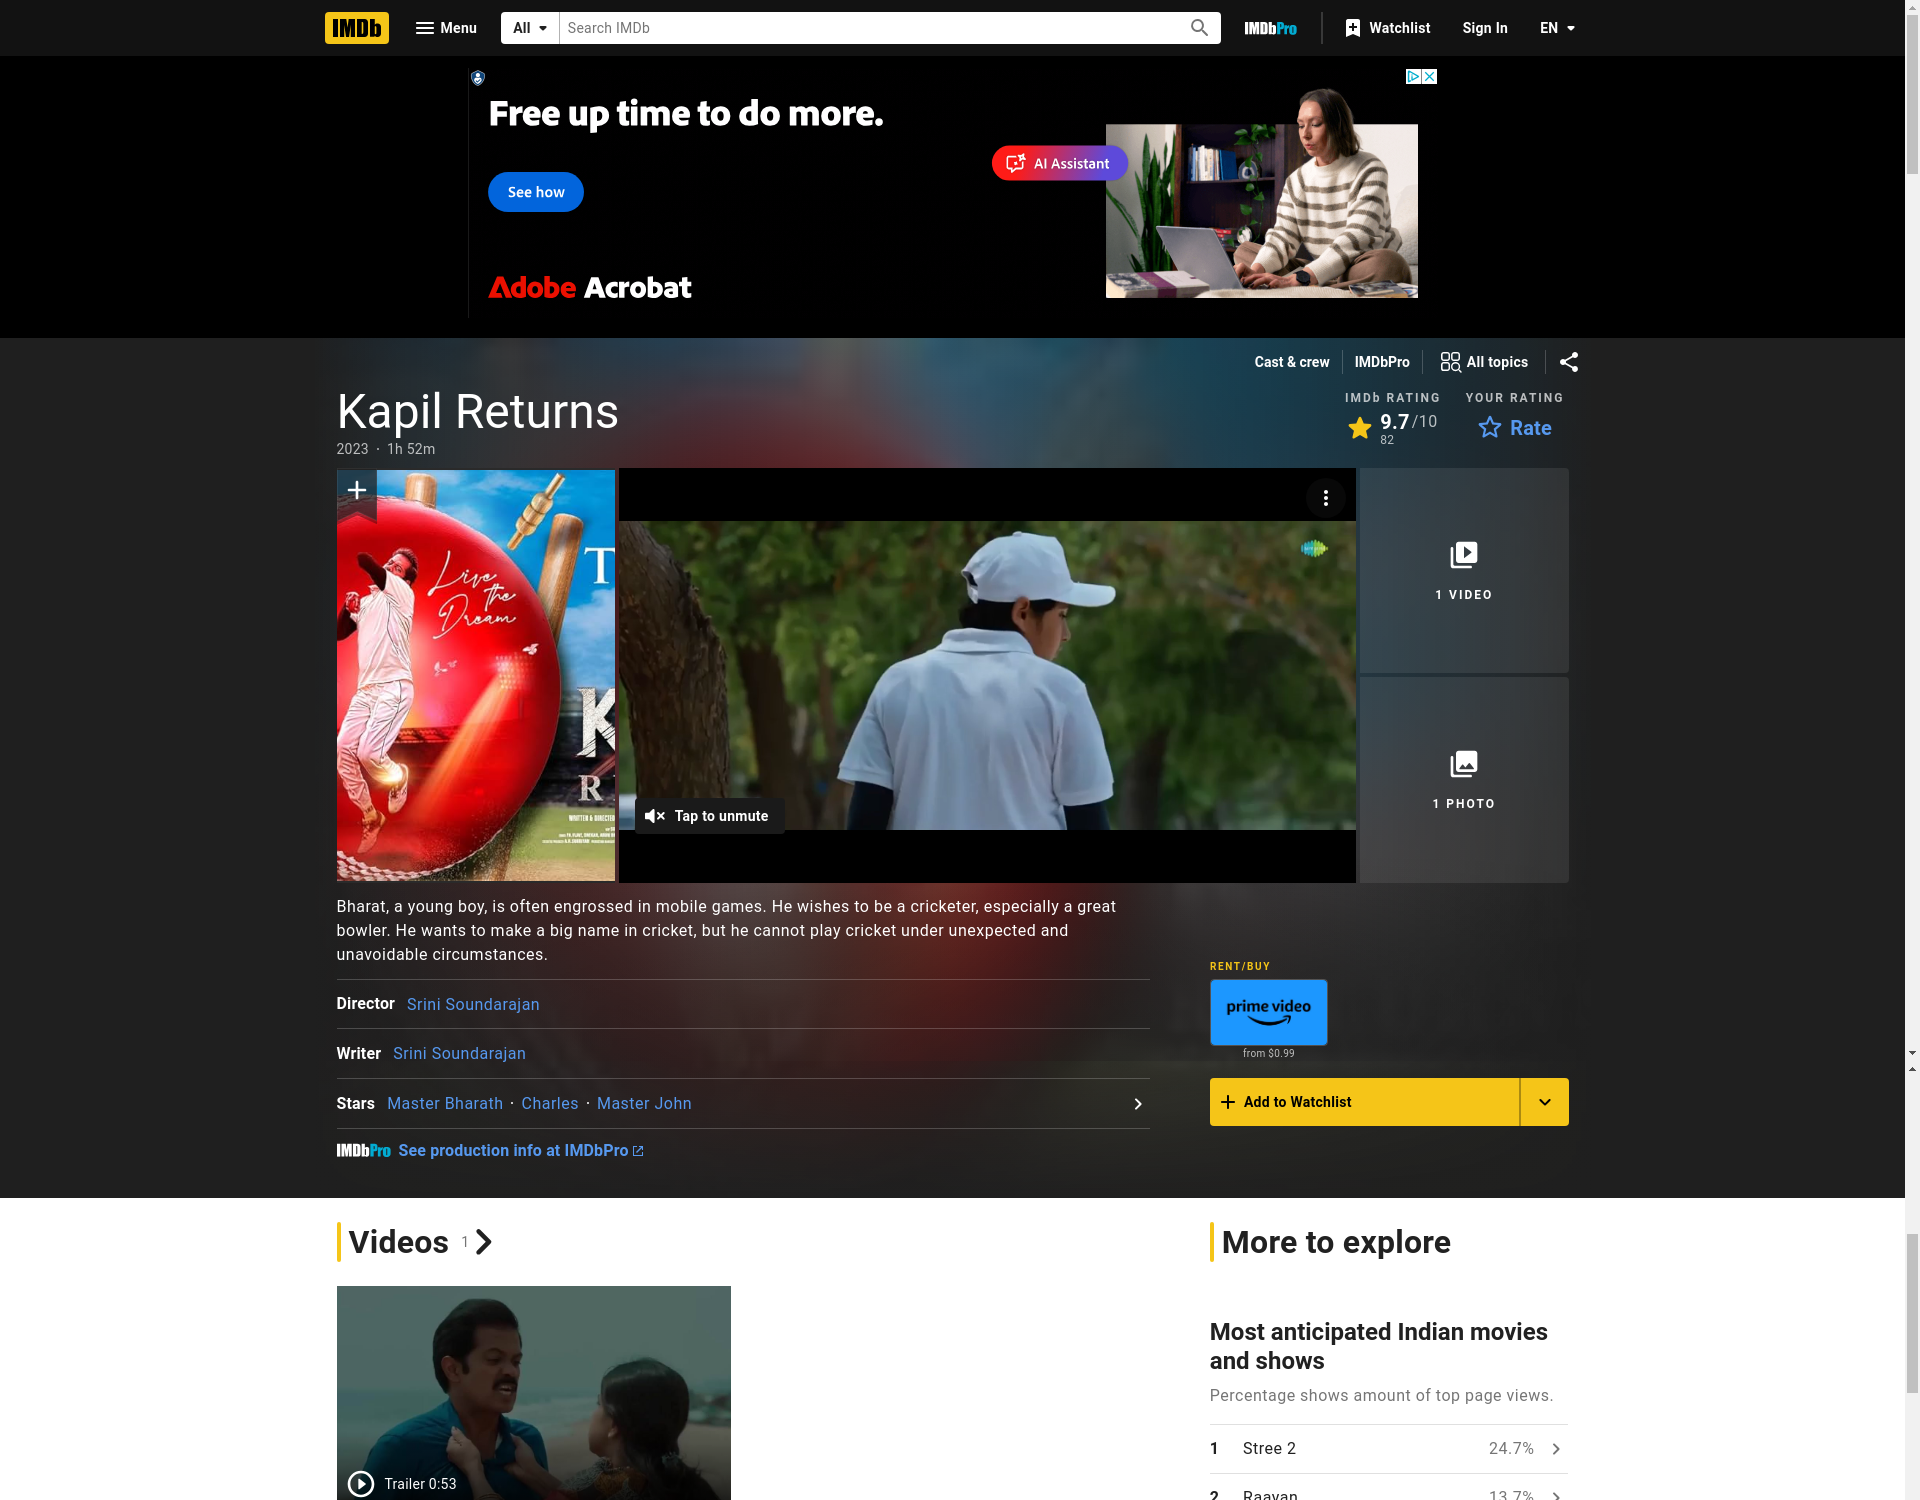 IMDb
Menu
All
Search IMDb
IMDbPro
Watchlist
Sign In
EN
Free up time to do more.
See how
AI Assistant
Adobe Acrobat
Cast & crew
IMDbPro
All topics
Kapil Returns
2023 · 1h 52m
IMDb RATING
9.7/10
82
YOUR RATING
Rate
Live
the
Dream
T
K
R
WRITTEN & DIRECTED
Tap to unmute
1 VIDEO
1 PHOTO
Bharat, a young boy, is often engrossed in mobile games. He wishes to be a cricketer, especially a great
bowler. He wants to make a big name in cricket, but he cannot play cricket under unexpected and
unavoidable circumstances.
Director Srini Soundarajan
Writer Srini Soundarajan
Stars Master Bharath · Charles · Master John
IMDbPro See production info at IMDbPro
RENT/BUY
prime video
from $0.99
Add to Watchlist
Videos 1
Trailer 0:53
More to explore
Most anticipated Indian movies
and shows
Percentage shows amount of top page views.
1 Stree 2 24.7%
2 Raayan 13.7%